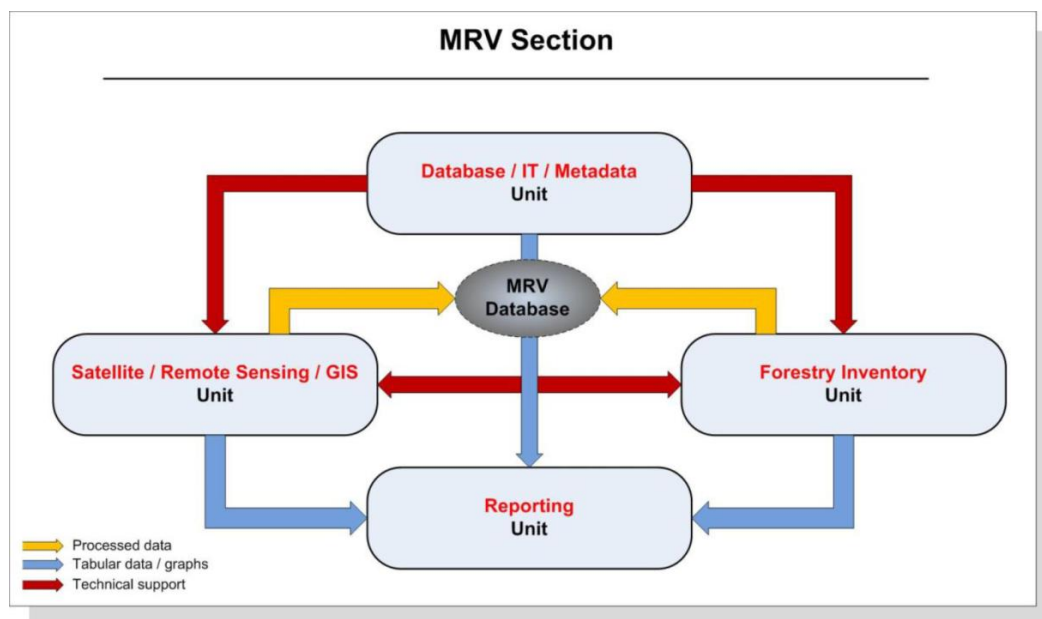 MRV Section
Database / IT / Metadata
Unit
MRV
Database
Satellite / Remote Sensing / GIS
Unit
Forestry Inventory
Unit
Reporting
Unit
Processed data
Tabular data / graphs
Technical support